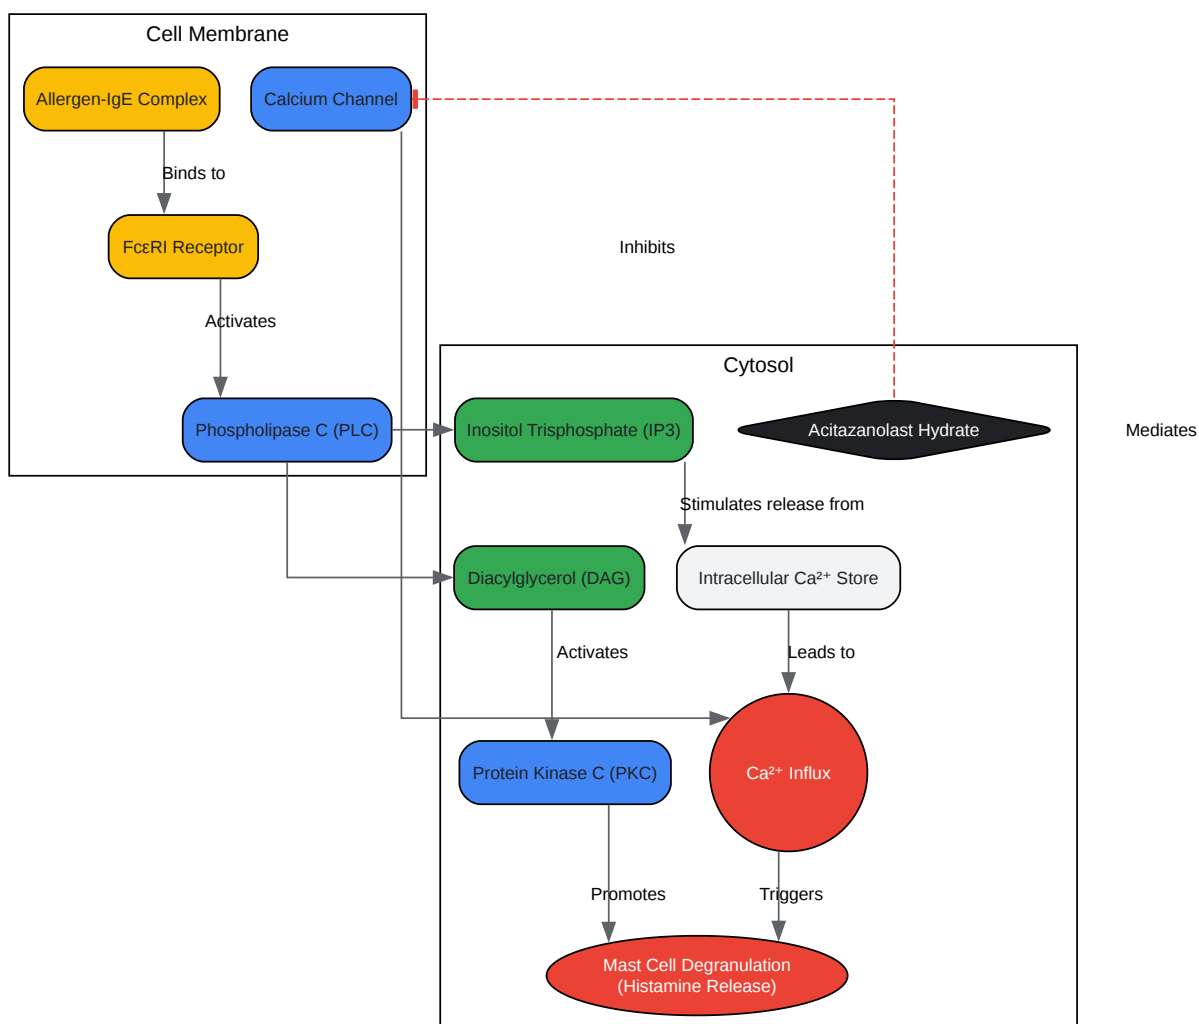 Cell Membrane
Allergen-IgE Complex
Calcium Channel
Binds to
FcεRI Receptor
Inhibits
Activates
Cytosol
Phospholipase C (PLC)
Inositol Trisphosphate (IP3)
Acitazanolast Hydrate
Mediates
Stimulates release from
Diacylglycerol (DAG)
Intracellular Ca²⁺ Store
Activates
Leads to
Protein Kinase C (PKC)
Ca²⁺ Influx
Promotes
Triggers
Mast Cell Degranulation
(Histamine Release)